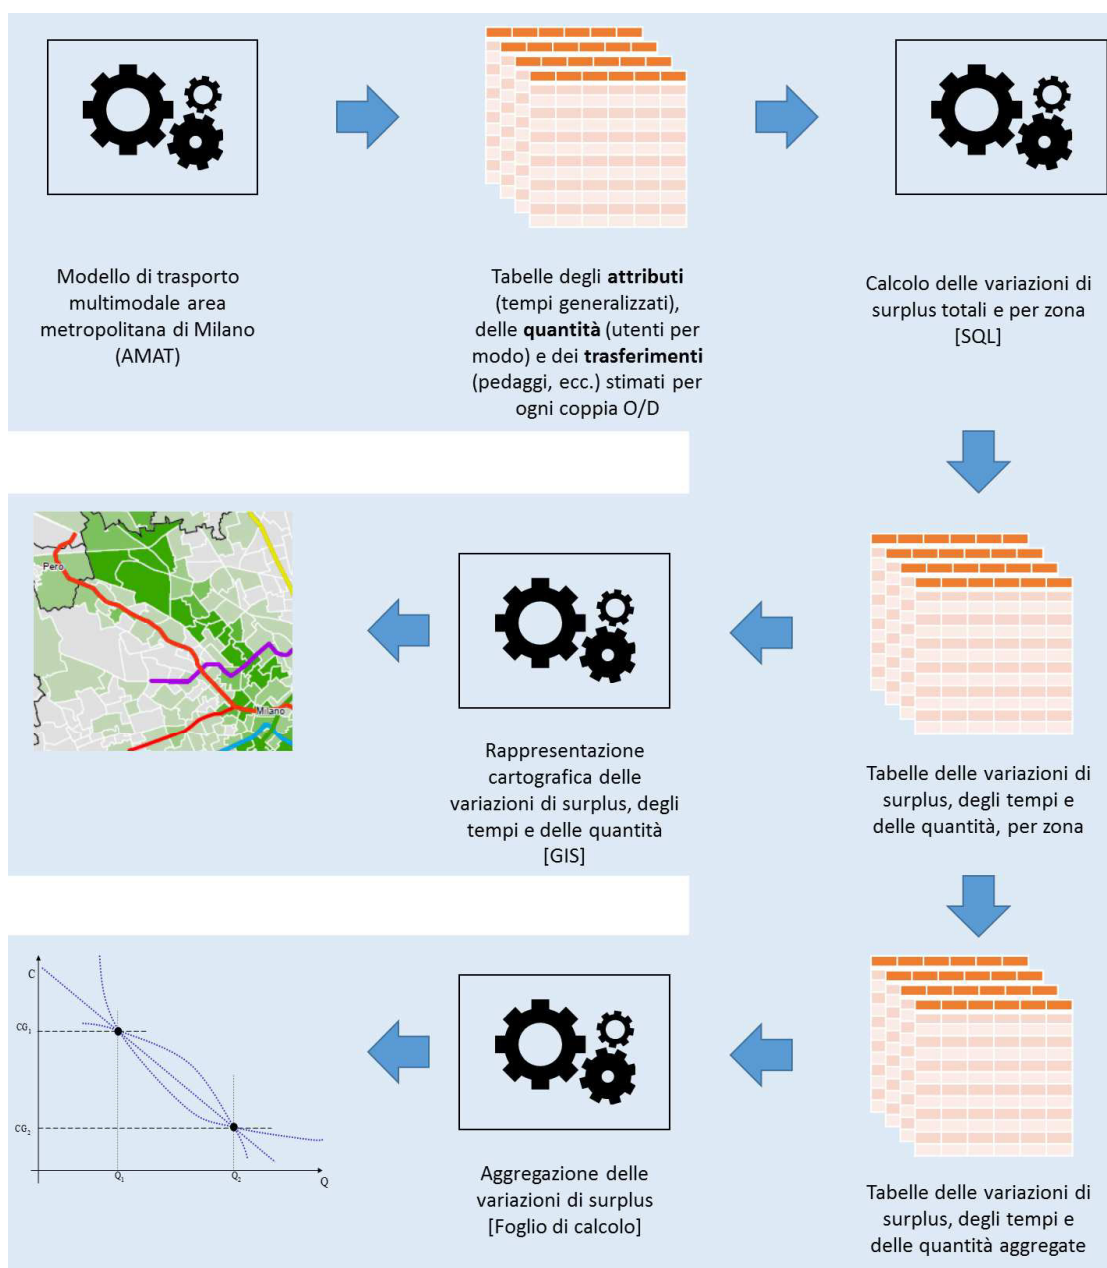 Modello di trasporto
multimodale area
metropolitana di Milano
(AMAT)
Tabelle degli attributi
(tempi generalizzati),
delle quantità (utenti per
modo) e dei trasferimenti
(pedaggi, ecc.) stimati per
ogni coppia O/D
Calcolo delle variazioni di
surplus totali e per zona
[SQL]
Pero
Milano
Rappresentazione
cartografica delle
variazioni di surplus, degli
tempi e delle quantità
[GIS]
Tabelle delle variazioni di
surplus, degli tempi e
delle quantità, per zona
C
CG1
CG2
Q1
Q2
Q
Aggregazione delle
variazioni di surplus
[Foglio di calcolo]
Tabelle delle variazioni di
surplus, degli tempi e
delle quantità aggregate